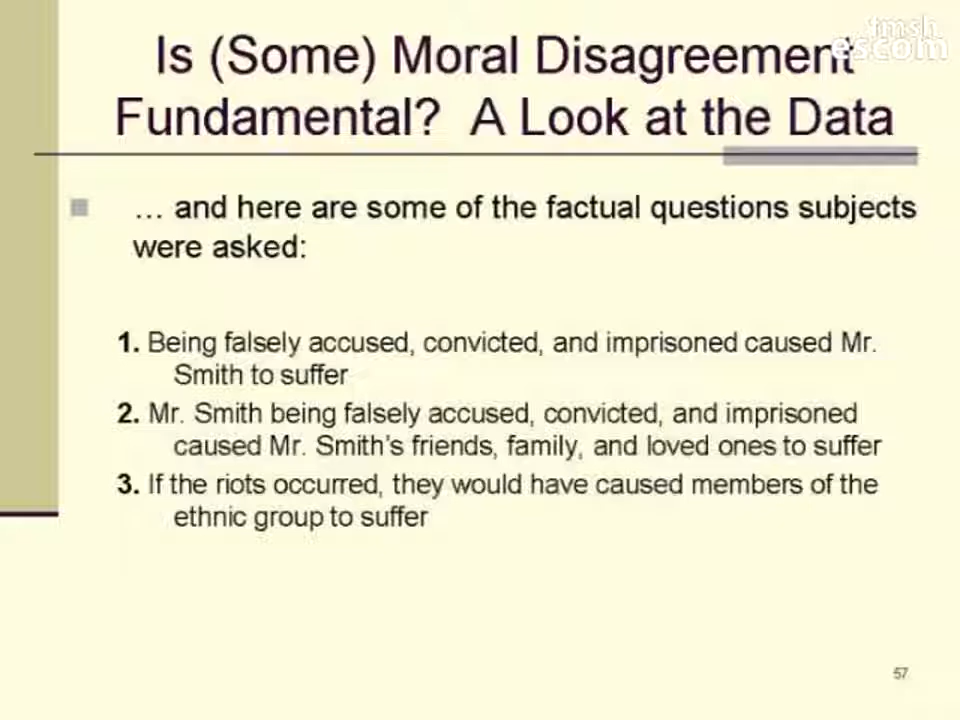 tmsh
escom
Is (Some) Moral Disagreement
Fundamental? A Look at the Data
… and here are some of the factual questions subjects
were asked:
1. Being falsely accused, convicted, and imprisoned caused Mr.
Smith to suffer
2. Mr. Smith being falsely accused, convicted, and imprisoned
caused Mr. Smith's friends, family, and loved ones to suffer
3. If the riots occurred, they would have caused members of the
ethnic group to suffer
57